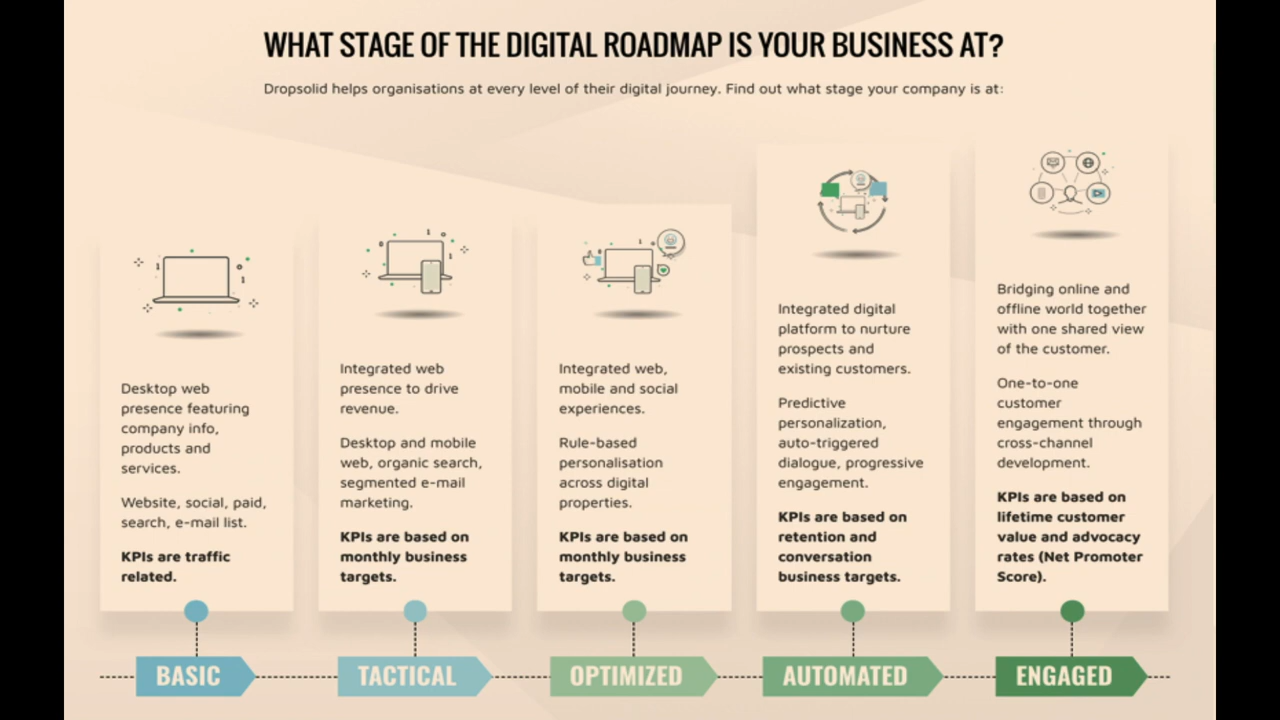 WHAT STAGE OF THE DIGITAL ROADMAP IS YOUR BUSINESS AT?
Dropsolid helps organisations at every level of their digital journey. Find out what stage your company is at:
Desktop web
presence featuring
company info,
products and
services.
Website, social, paid,
search, e-mail list.
KPIs are traffic
related.
BASIC
Integrated web
presence to drive
revenue.
Desktop and mobile
web, organic search,
segmented e-mail
marketing.
KPIs are based on
monthly business
targets.
TACTICAL
Integrated web,
mobile and social
experiences.
Rule-based
personalisation
across digital
properties.
KPIs are based on
monthly business
targets.
OPTIMIZED
Integrated digital
platform to nurture
prospects and
existing customers.
Predictive
personalization,
auto-triggered
dialogue, progressive
engagement.
KPIs are based on
retention and
conversation
business targets.
AUTOMATED
Bridging online and
offline world together
with one shared view
of the customer.
One-to-one
customer
engagement through
cross-channel
development.
KPIs are based on
lifetime customer
value and advocacy
rates (Net Promoter
Score).
ENGAGED